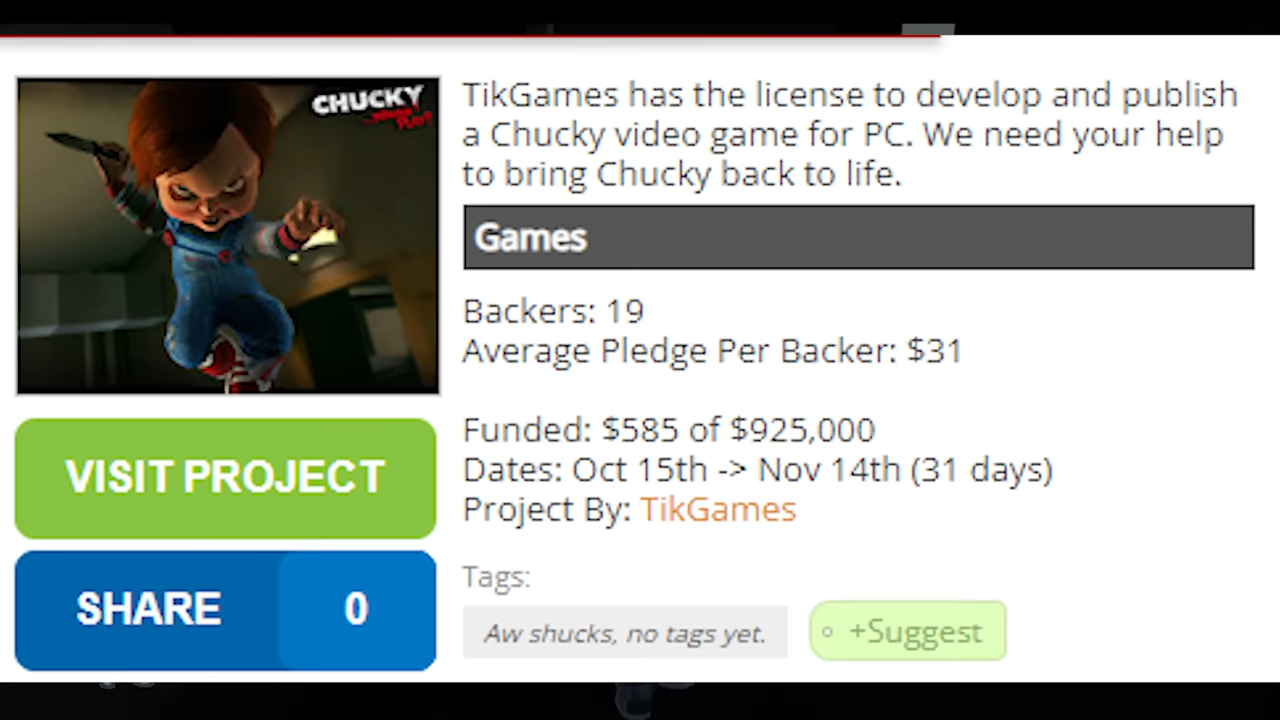 CHUCKY
TikGames has the license to develop and publish
a Chucky video game for PC. We need your help
to bring Chucky back to life.
Games
Backers: 19
Average Pledge Per Backer: $31
Funded: $585 of $925,000
Dates: Oct 15th -> Nov 14th (31 days)
Project By: TikGames
VISIT PROJECT
SHARE 0
Tags:
Aw shucks, no tags yet.
+Suggest